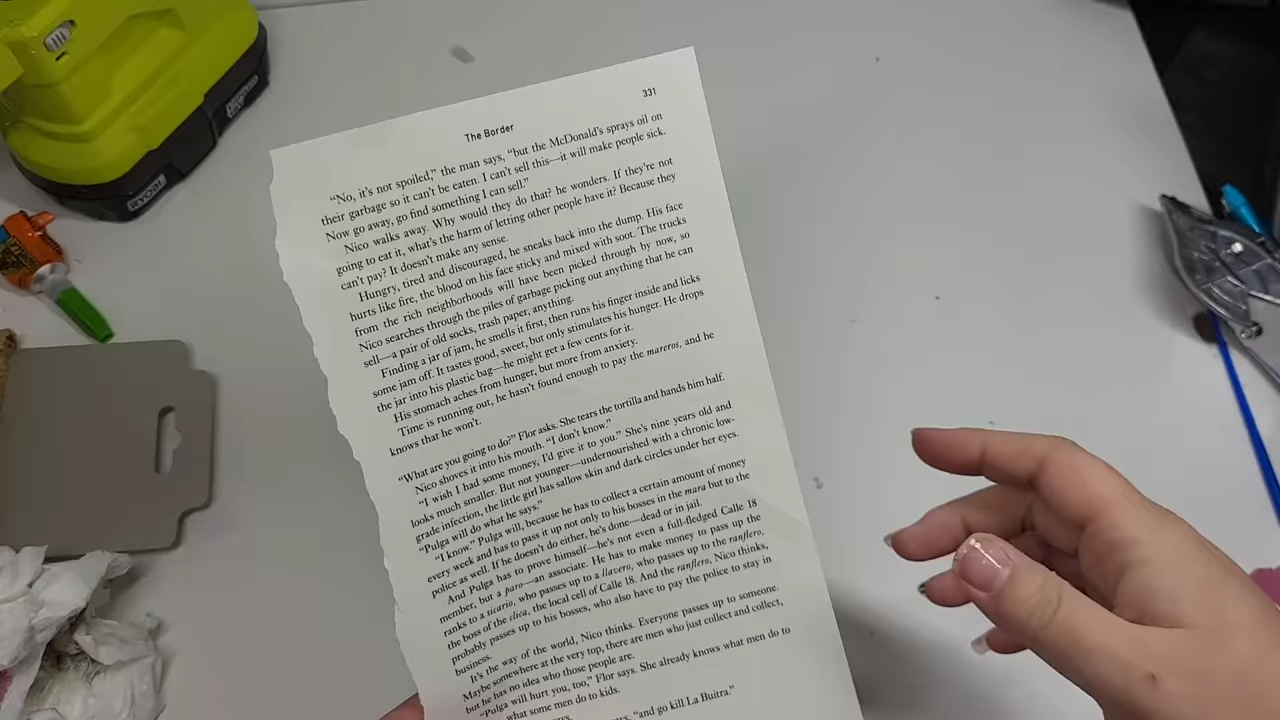 331
The Border
“No, it’s not spoiled,” the man says, “but the McDonald’s sprays oil on
their garbage so it can’t be eaten. I can’t sell this—it will make people sick.
Now go away, go find something I can sell.”
Nico walks away. Why would they do that? he wonders. If they’re not
going to eat it, what’s the harm of letting other people have it? Because they
can’t pay? It doesn’t make any sense.
Hungry, tired and discouraged, he sneaks back into the dump. His face
hurts like fire, the blood on his face sticky and mixed with soot. The trucks
from the rich neighborhoods will have been picked through by now, so
Nico searches through the piles of garbage picking out anything that he can
sell—a pair of old socks, trash paper, anything.
Finding a jar of jam, he smells it first, then runs his finger inside and licks
some jam off. It tastes good, sweet, but only stimulates his hunger. He drops
the jar into his plastic bag—he might get a few cents for it.
His stomach aches from hunger, but more from anxiety.
Time is running out, he hasn’t found enough to pay the mareros, and he
knows that he won’t.
“What are you going to do?” Flor asks. She tears the tortilla and hands him half.
Nico shoves it into his mouth. “I don’t know.”
“I wish I had some money, I’d give it to you.” She’s nine years old and
looks much smaller. But not younger—undernourished with a chronic low-
grade infection, the little girl has sallow skin and dark circles under her eyes.
“Pulga will do what he says.”
“I know.” Pulga will, because he has to collect a certain amount of money
every week and has to pass it up not only to his bosses in the mara but to the
police as well. If he doesn’t do either, he’s done—dead or in jail.
And Pulga has to prove himself—he’s not even a full-fledged Calle 18
member, but a paro—an associate. He has to make money to pass up the
ranks to a sicario, who passes up to a llavero, who passes up to the ranflero,
the boss of the clica, the local cell of Calle 18. And the ranflero, Nico thinks,
probably passes up to his bosses, who also have to pay the police to stay in
business.
It’s the way of the world, Nico thinks. Everyone passes up to someone.
Maybe somewhere at the very top, there are men who just collect and collect,
but he has no idea who those people are.
“Pulga will hurt you, too,” Flor says. She already knows what men do to
what some men do to kids.
“and go kill La Buitra.”
RYOBI